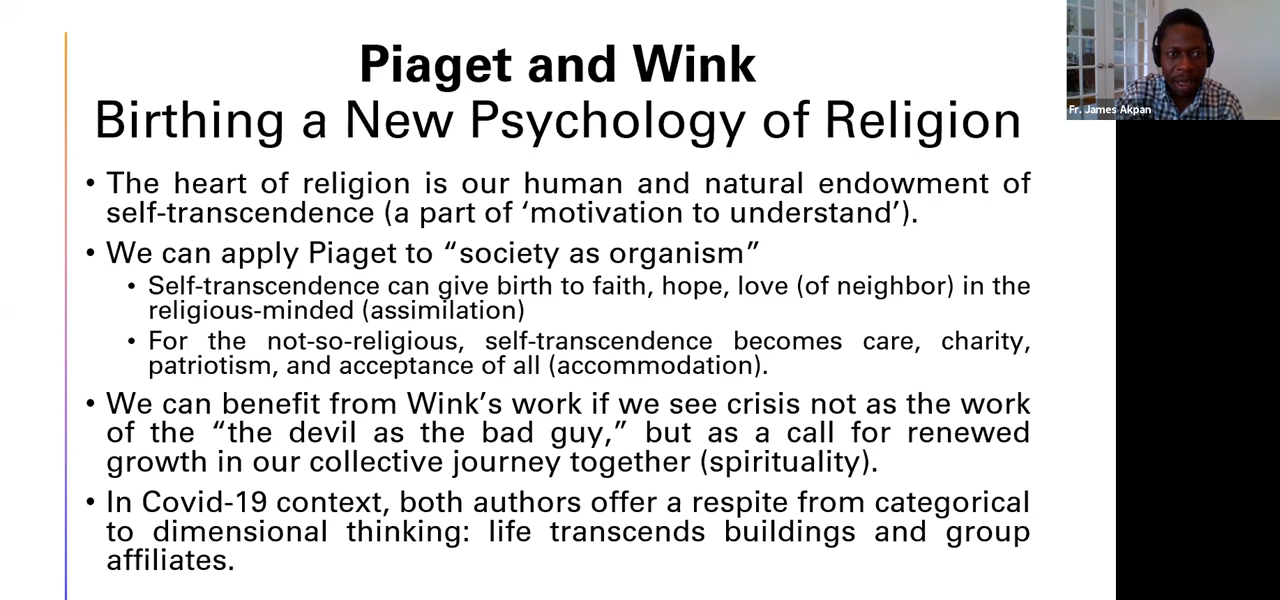 Piaget and Wink
Birthing a New Psychology of Religion
• The heart of religion is our human and natural endowment of
self-transcendence (a part of ‘motivation to understand’).
• We can apply Piaget to “society as organism”
• Self-transcendence can give birth to faith, hope, love (of neighbor) in the
religious-minded (assimilation)
• For the not-so-religious, self-transcendence becomes care, charity,
patriotism, and acceptance of all (accommodation).
• We can benefit from Wink’s work if we see crisis not as the work
of the “the devil as the bad guy,” but as a call for renewed
growth in our collective journey together (spirituality).
• In Covid-19 context, both authors offer a respite from categorical
to dimensional thinking: life transcends buildings and group
affiliates.
Fr. James Akpan